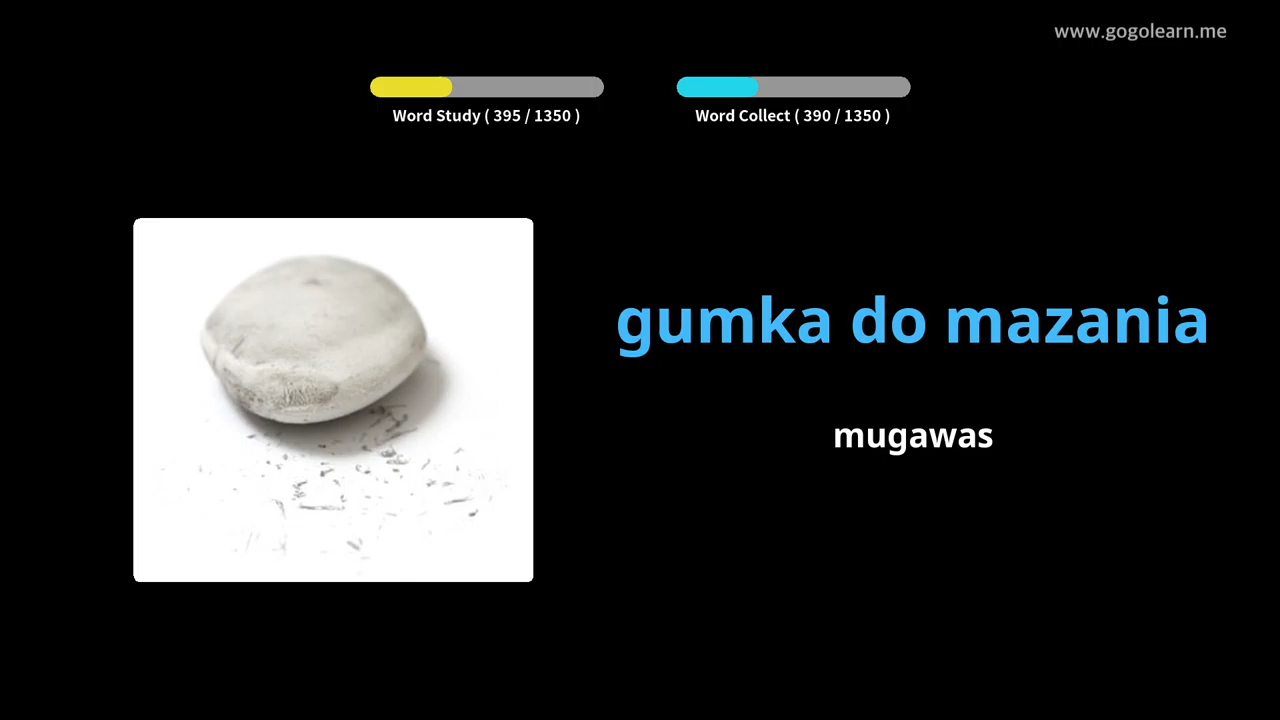 www.gogolearn.me
Word Study ( 395 / 1350 )
Word Collect ( 390 / 1350 )
gumka do mazania
mugawas